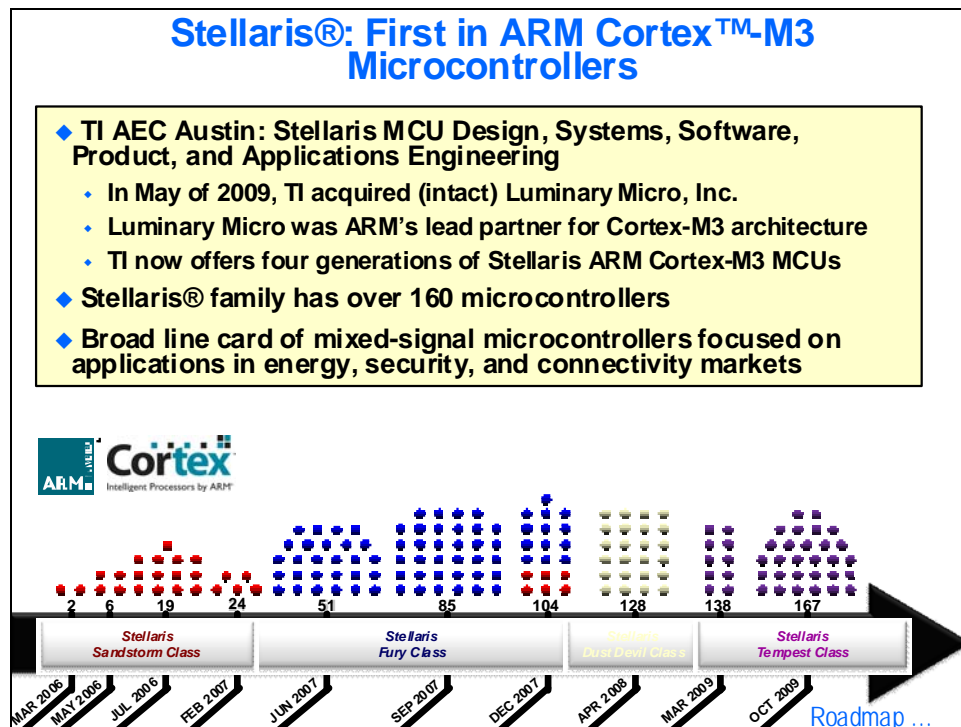 Stellaris®: First in ARM Cortex™-M3
Microcontrollers
TI AEC Austin: Stellaris MCU Design, Systems, Software,
Product, and Applications Engineering
In May of 2009, TI acquired (intact) Luminary Micro, Inc.
Luminary Micro was ARM's lead partner for Cortex-M3 architecture
TI now offers four generations of Stellaris ARM Cortex-M3 MCUs
Stellaris® family has over 160 microcontrollers
Broad line card of mixed-signal microcontrollers focused on
applications in energy, security, and connectivity markets
ARM
Cortex
Intelligent Processors by ARM
2 6 19 24 51 85 104 128 138 167
Stellaris
Sandstorm Class
Stellaris
Fury Class
Stellaris
Dust Devil Class
Stellaris
Tempest Class
MAR 2006 MAY 2006 JUL 2006 FEB 2007 JUN 2007 SEP 2007 DEC 2007 APR 2008 MAR 2009 OCT 2009
Roadmap ...